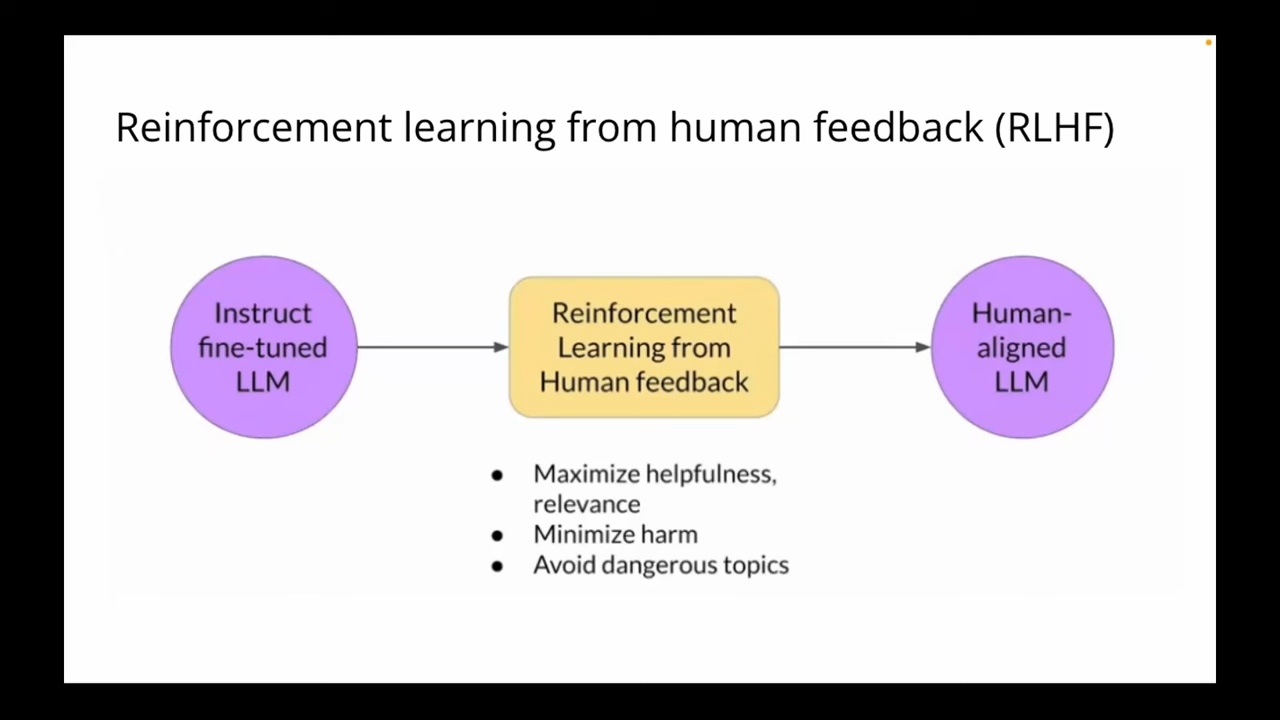 Reinforcement learning from human feedback (RLHF)
Instruct
fine-tuned
LLM
Reinforcement
Learning from
Human feedback
Human-
aligned
LLM
● Maximize helpfulness,
relevance
● Minimize harm
● Avoid dangerous topics